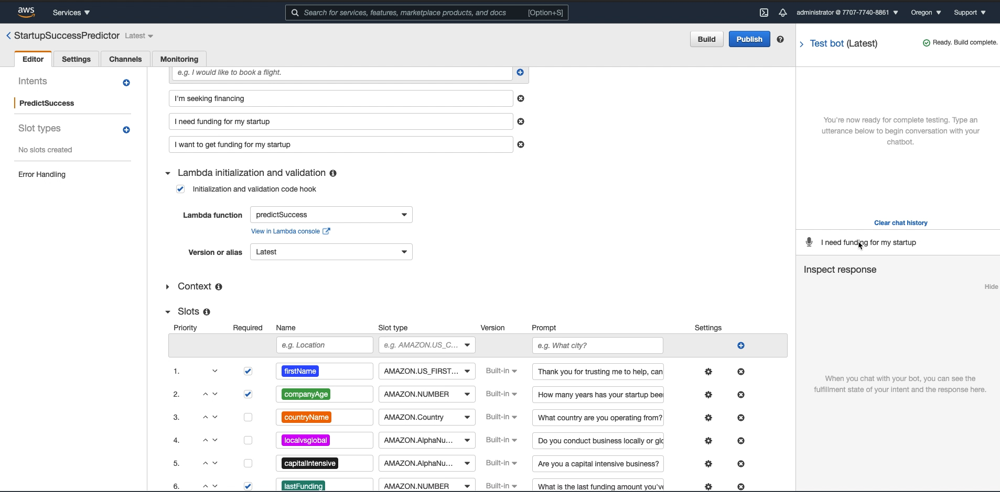 aws
Services
Search for services, features, marketplace products, and docs [Option+S]
administrator @ 7707-7740-8861
Oregon
Support
StartupSuccessPredictor Latest
Build
Publish
Editor
Settings
Channels
Monitoring
Test bot (Latest)
Ready. Build complete.
Intents
PredictSuccess
Slot types
No slots created
Error Handling
e.g. I would like to book a flight.
I'm seeking financing
I need funding for my startup
I want to get funding for my startup
Lambda initialization and validation
Initialization and validation code hook
Lambda function predictSuccess
View in Lambda console
Version or alias Latest
Context
Slots
Priority Required Name Slot type Version Prompt Settings
e.g. Location e.g. AMAZON.US_C... e.g. What city?
1. firstName AMAZON.US_FIRST... Built-in Thank you for trusting me to help, can
2. companyAge AMAZON.NUMBER Built-in How many years has your startup bee
3. countryName AMAZON.Country Built-in What country are you operating from?
4. localvsglobal AMAZON.AlphaNu... Built-in Do you conduct business locally or glo
5. capitalIntensive AMAZON.AlphaNu... Built-in Are you a capital intensive business?
6. lastFunding AMAZON.NUMBER Built-in What is the last funding amount you've
You're now ready for complete testing. Type an
utterance below to begin conversation with your
chatbot.
Clear chat history
I need funding for my startup
Inspect response
Hide
When you chat with your bot, you can see the
fulfillment state of your intent and the response here.